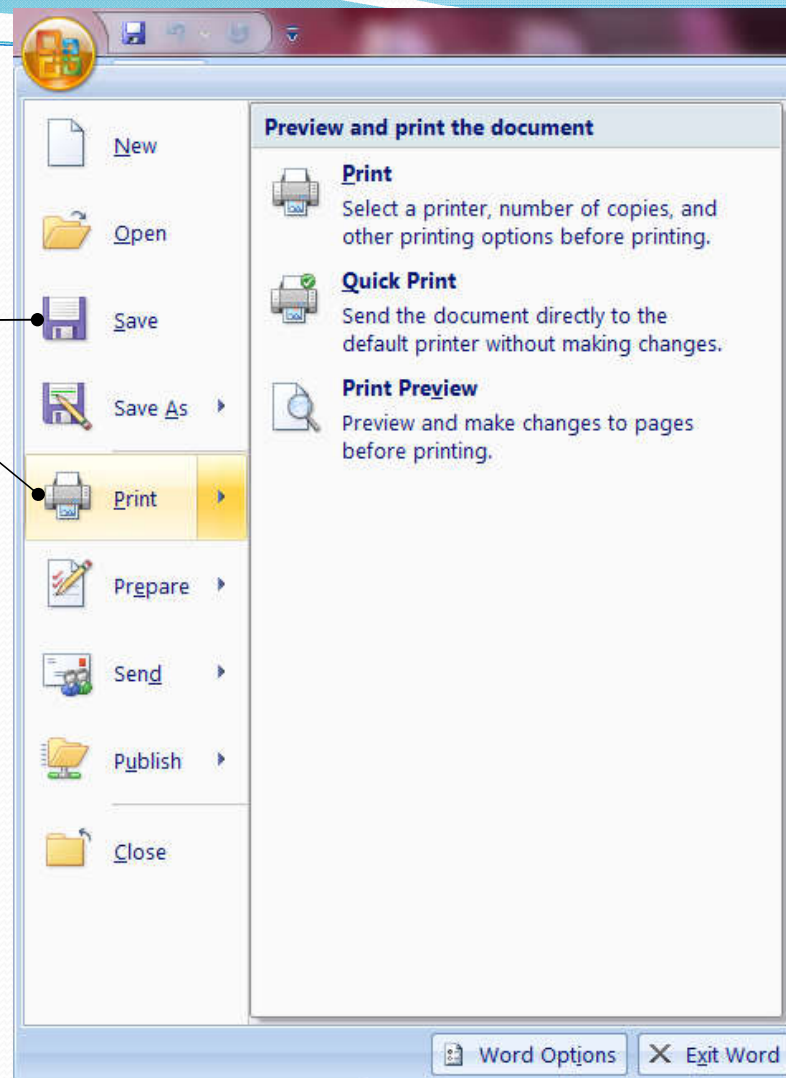 New
Open
Save
Save As
Print
Prepare
Send
Publish
Close
Preview and print the document
Print
Select a printer, number of copies, and
other printing options before printing.
Quick Print
Send the document directly to the
default printer without making changes.
Print Preview
Preview and make changes to pages
before printing.
Word Options
Exit Word